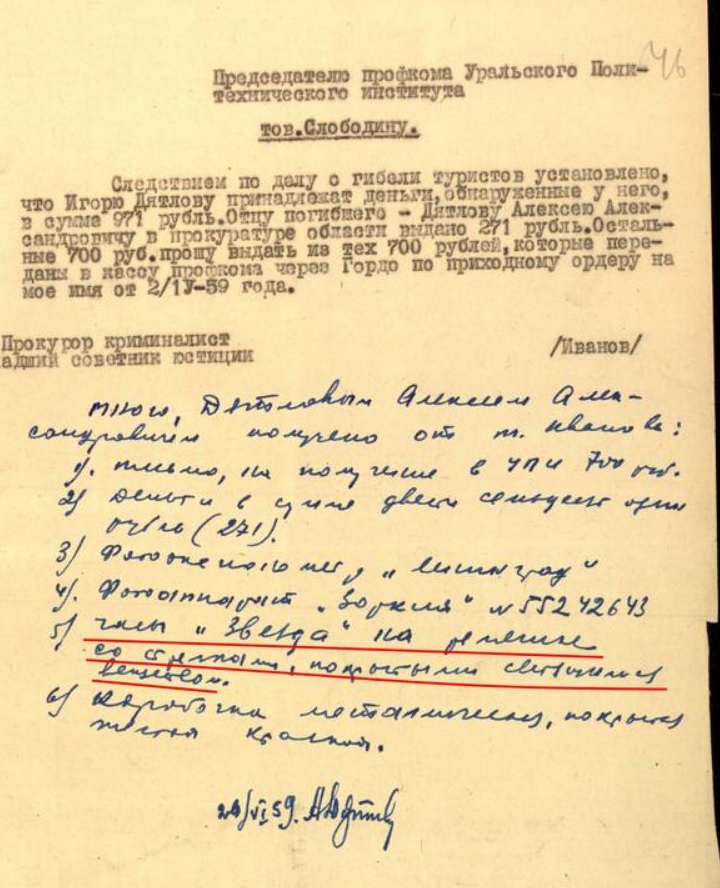 46
Председателю профкома Уральского Поли-
технического института
тов.Слободину.
Следствием по делу о гибели туристов установлено,
что Игорю Дятлову принадлежат деньги,обнаруженные у него,
в сумме 971 рубль.Отцу погибшего – Дятлову Алексею Алек-
сандровичу в прокуратуре области выдано 271 рубль.Осталь-
ные 700 руб.прошу выдать из тех 700 рублей,которые пере-
даны в кассу профкома через Гордо по приходному ордеру на
мое имя от 2/1У-59 года.
Прокурор криминалист
адший советник юстиции
/Иванов/
мною, Дятловым Алексеем Алек-
сандровичем получено от т. Иванова:
1). письмо, на получение в УПИ 700 руб.
2) Деньги в сумме двести семьдесят один
рубль (271).
3) Фотоэкспонометр „Ленинград"
4). Фотоаппарат „Зоркий" N 55242643
5) часы „Звезда" на ремешке
со стрелками, покрытыми светящимся
веществом.
6) Коробочка металлическая, покрытая
краской.
/VI 59.